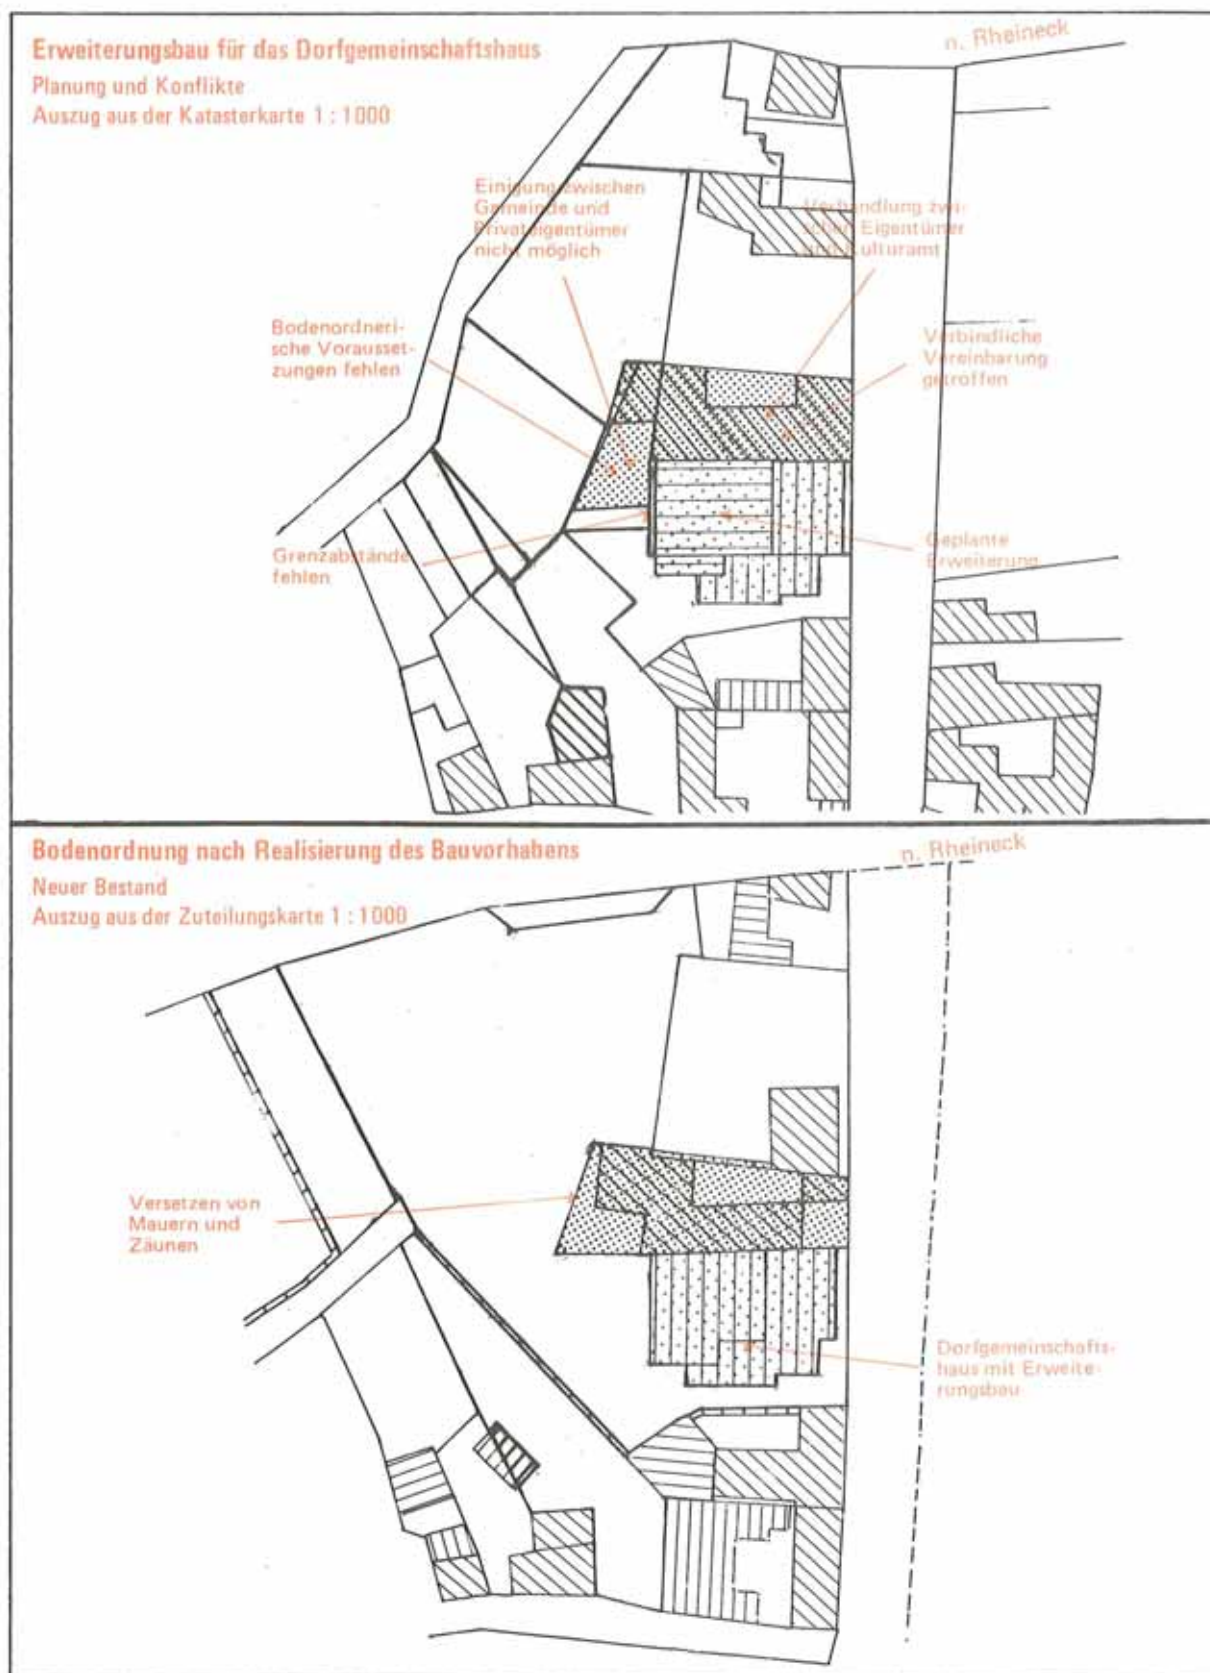 Erweiterungsbau für das Dorfgemeinschaftshaus
Planung und Konflikte
Auszug aus der Katasterkarte 1 : 1000
n. Rheineck
Einigung zwischen
Gemeinde und
Privateigentümer
nicht möglich
Verhandlung zwi-
schen Eigentümer
und Kulturamt
Bodenordneri-
sche Vorausset-
zungen fehlen
Verbindliche
Vereinbarung
getroffen
Grenzabstände
fehlen
Geplante
Erweiterung
Bodenordnung nach Realisierung des Bauvorhabens
Neuer Bestand
Auszug aus der Zuteilungskarte 1 : 1000
n. Rheineck
Versetzen von
Mauern und
Zäunen
Dorfgemeinschafts-
haus mit Erweite-
rungsbau